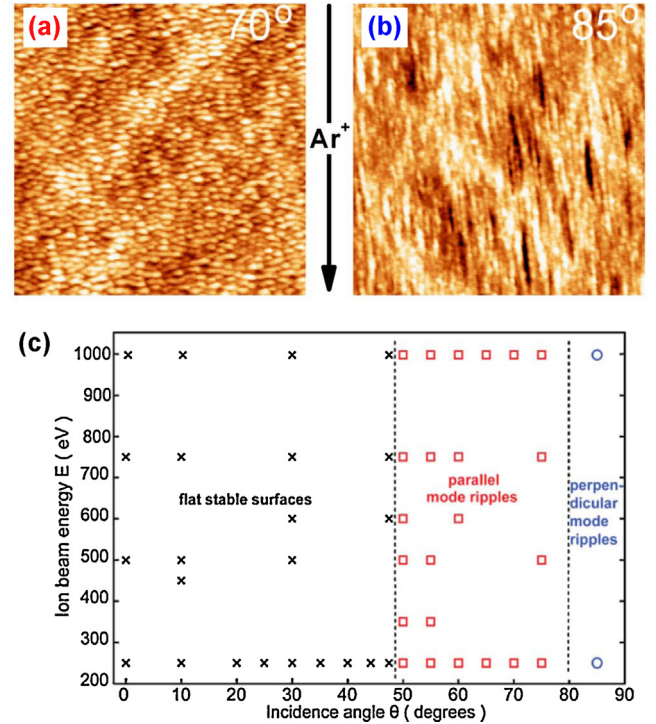 (a)
70°
Ar+
(b)
85°
(c)
Ion beam energy E ( eV)
1000
900
800
700
600
500
400
300
200
flat stable surfaces
parallel
mode ripples
perpen-
dicular
mode
ripples
0 10 20 30 40 50 60 70 80 90
Incidence angle θ ( degrees )